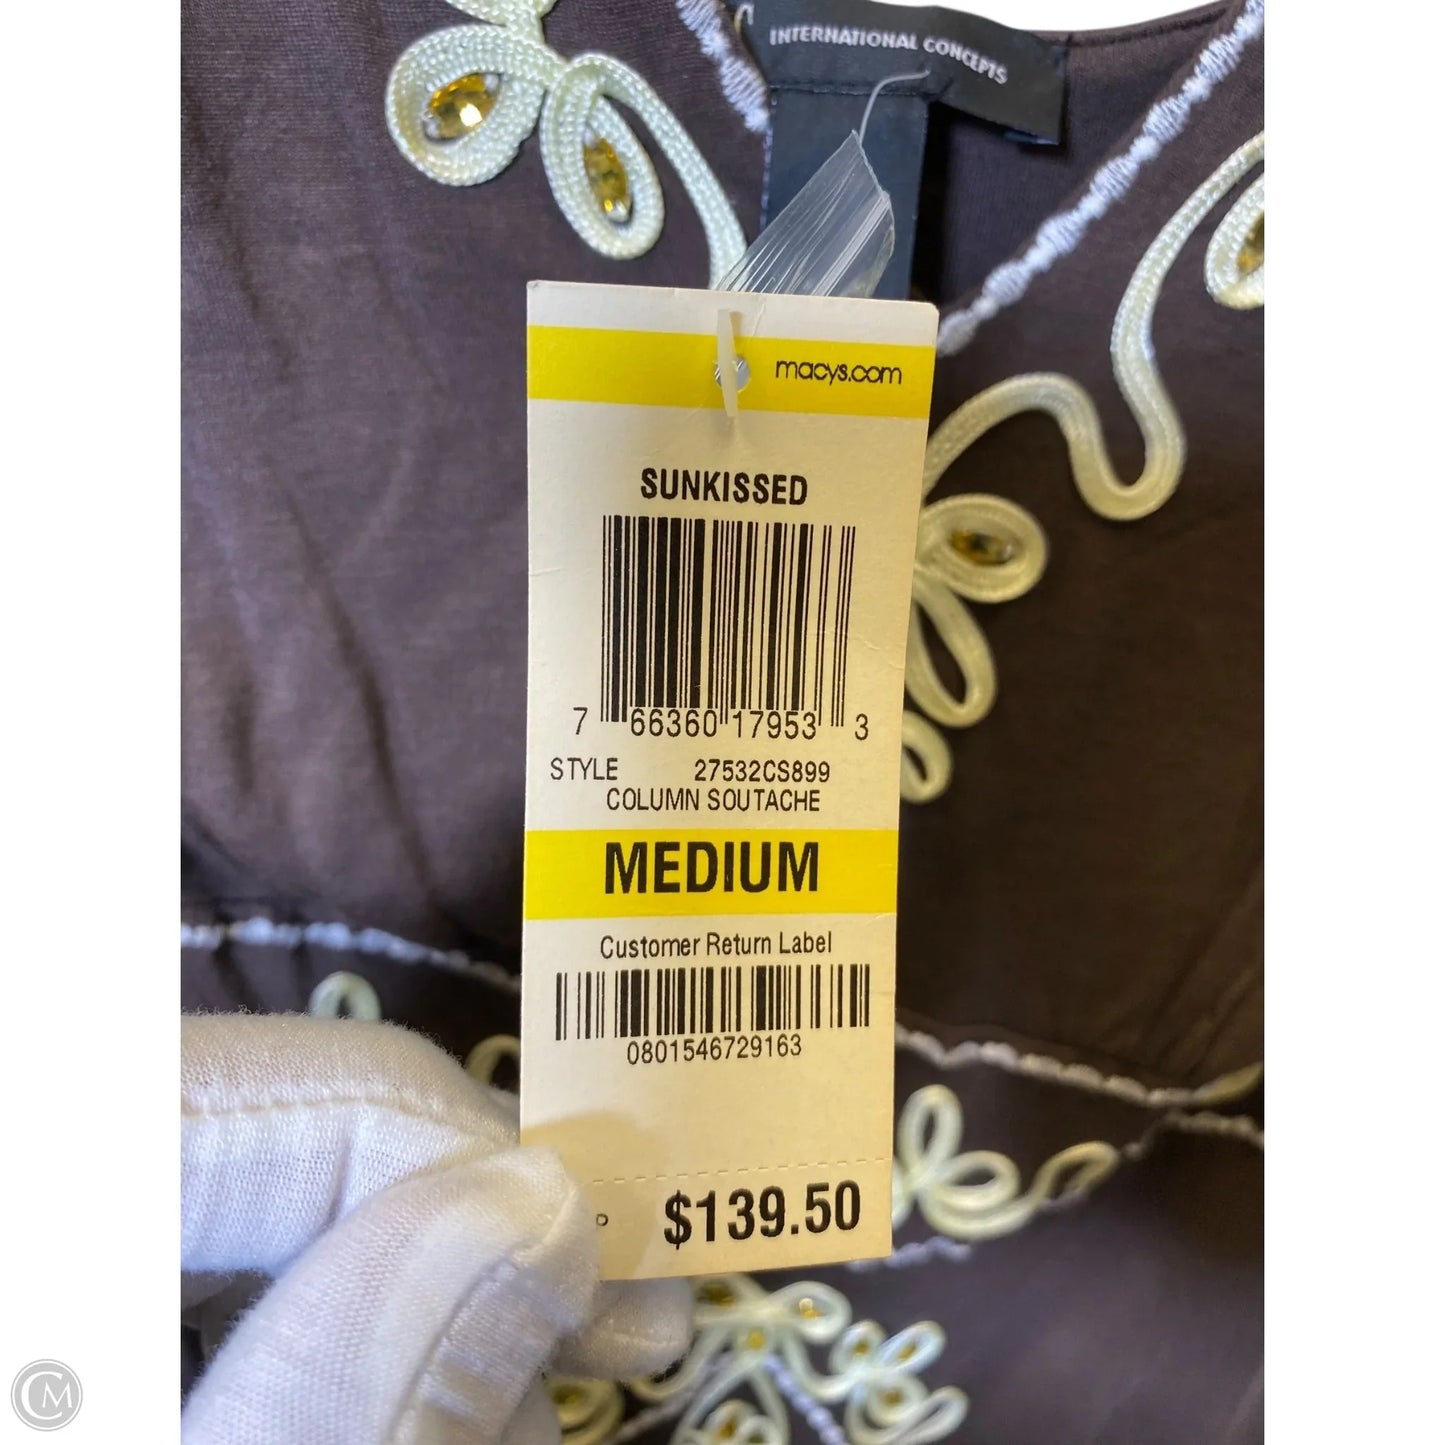 INTERNATIONAL CONCEPTS
macys.com
SUNKISSED
7 66360 17953 3
STYLE 27532CS899
COLUMN SOUTACHE
MEDIUM
Customer Return Label
0801546729163
P $139.50
CM